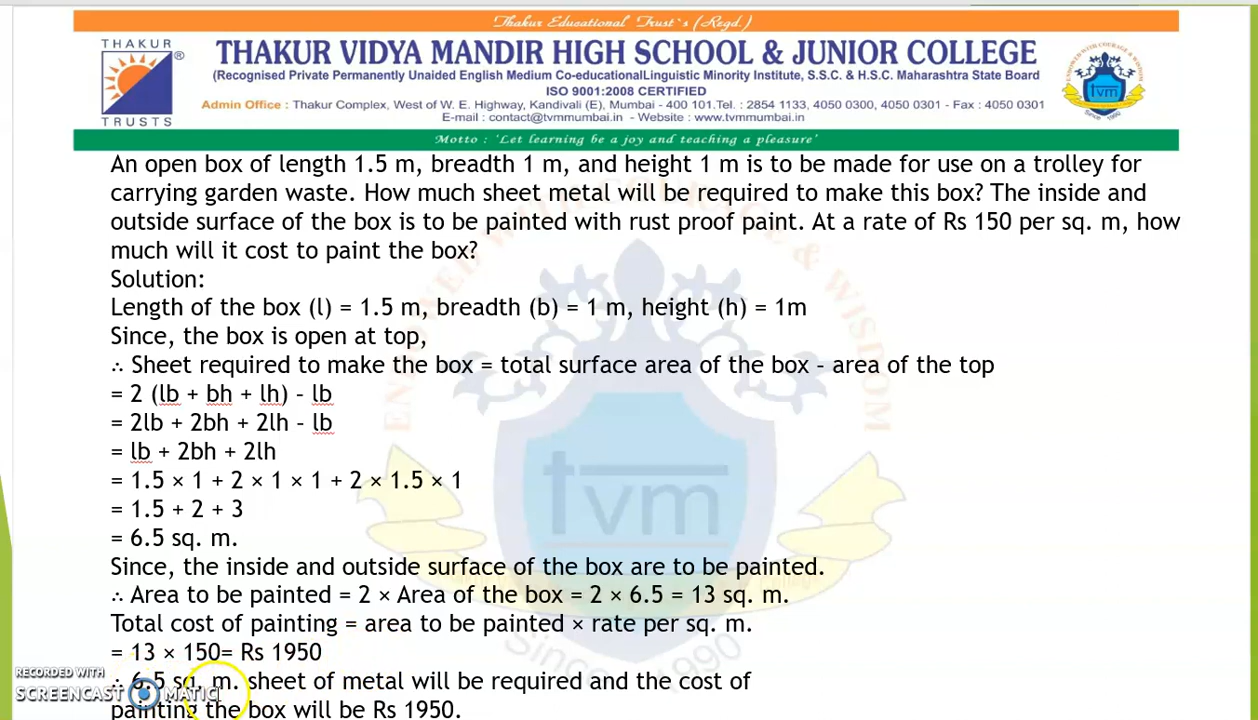 Thakur Educational Trust`s (Regd.)
THAKUR
®
TRUSTS
THAKUR VIDYA MANDIR HIGH SCHOOL & JUNIOR COLLEGE
(Recognised Private Permanently Unaided English Medium Co-educationalLinguistic Minority Institute, S.S.C. & H.S.C. Maharashtra State Board
ISO 9001:2008 CERTIFIED
Admin Office : Thakur Complex, West of W. E. Highway, Kandivali (E), Mumbai - 400 101.Tel. : 2854 1133, 4050 0300, 4050 0301 - Fax : 4050 0301
E-mail : contact@tvmmumbai.in - Website : www.tvmmumbai.in
tvm
Since 1990
Motto : 'Let learning be a joy and teaching a pleasure'
An open box of length 1.5 m, breadth 1 m, and height 1 m is to be made for use on a trolley for
carrying garden waste. How much sheet metal will be required to make this box? The inside and
outside surface of the box is to be painted with rust proof paint. At a rate of Rs 150 per sq. m, how
much will it cost to paint the box?
Solution:
Length of the box (l) = 1.5 m, breadth (b) = 1 m, height (h) = 1m
Since, the box is open at top,
∴ Sheet required to make the box = total surface area of the box – area of the top
= 2 (lb + bh + lh) – lb
= 2lb + 2bh + 2lh – lb
= lb + 2bh + 2lh
= 1.5 × 1 + 2 × 1 × 1 + 2 × 1.5 × 1
= 1.5 + 2 + 3
= 6.5 sq. m.
Since, the inside and outside surface of the box are to be painted.
∴ Area to be painted = 2 × Area of the box = 2 × 6.5 = 13 sq. m.
Total cost of painting = area to be painted × rate per sq. m.
= 13 × 150= Rs 1950
∴ 6.5 sq. m. sheet of metal will be required and the cost of
painting the box will be Rs 1950.
tvm
Since 1990
RECORDED WITH
SCREENCAST MATIC